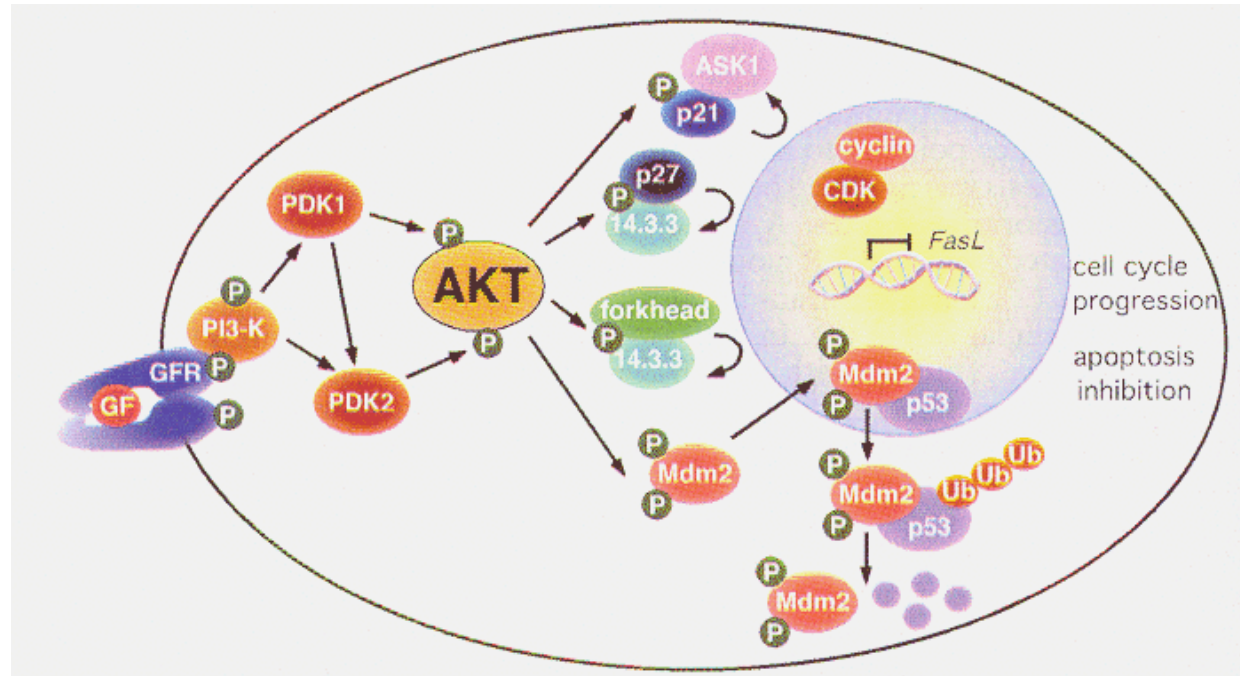 ASK1
P
p21
cyclin
p27
CDK
P
14.3.3
PDK1
P
AKT
P
FasL
cell cycle
progression
P
PI3-K
forkhead
P
14.3.3
GFR
P
GF
P
PDK2
apoptosis
inhibition
P
Mdm2
P
p53
P
Mdm2
P
P
Mdm2
P
p53
Ub
Ub
Ub
P
Mdm2
P